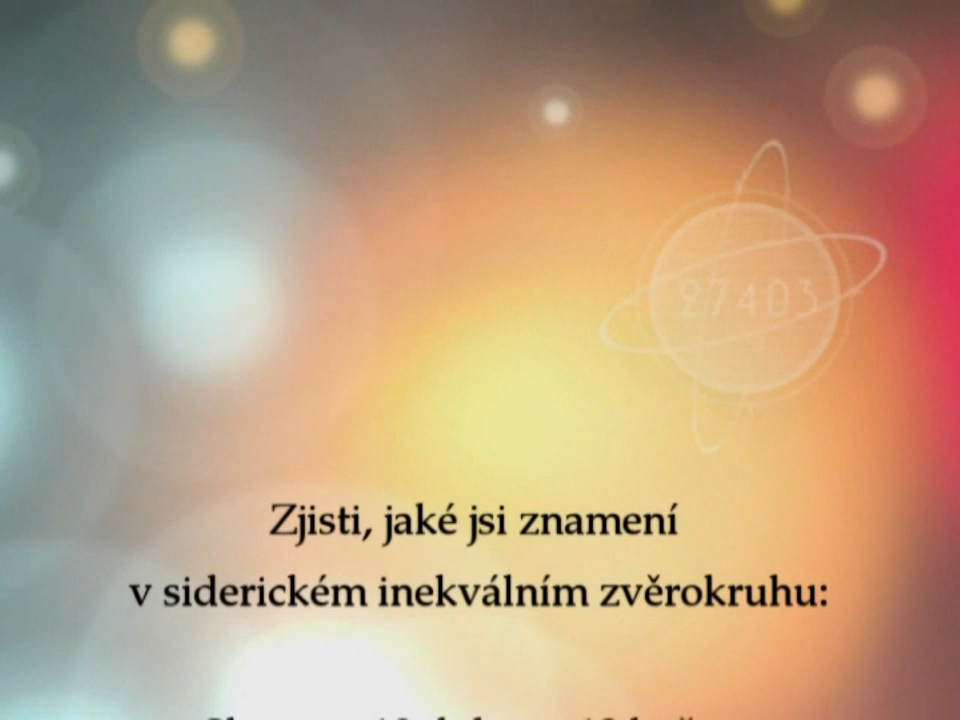 27403
Zjisti, jaké jsi znamení
v siderickém inekválním zvěrokruhu: